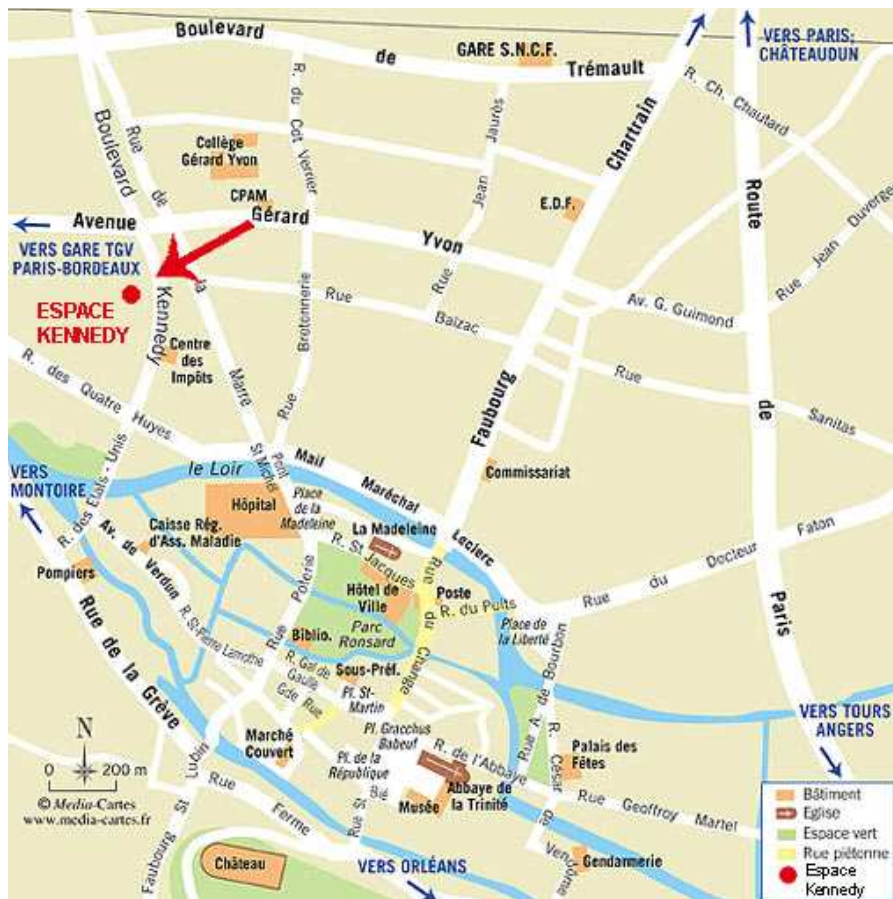 Boulevard de Trémault
GARE S.N.C.F.
VERS PARIS;
CHÂTEAUDUN
R. Ch. Chautard
R. du Cdt Verrier
Boulevard
Kennedy
Rue de la Marre
Collège
Gérard Yvon
CPAM
Jean Jaurès
Rue
Chartrain
Faubourg
E.D.F.
Route de Paris
Rue Jean Duverger
Avenue Gérard Yvon
VERS GARE TGV
PARIS-BORDEAUX
ESPACE
KENNEDY
Av. G. Guimond
Rue Balzac
Rue Sanitas
Brotonnerie
Rue
Centre
des
Impôts
R. des Quatre Huyes
R. des Etats-Unis
Pont
St Michel
Mail Maréchal Leclerc
Commissariat
le Loir
VERS
MONTOIRE
Hôpital
Place
de la
Madeleine
La Madeleine
Caisse Rég.
d'Ass. Maladie
Av. de Verdun
R. St Jacques
Rue du Docteur Faton
Pompiers
Rue Poterie
Hôtel de
Ville
Poste
R. du Puits
Rue du Change
Place de
la Liberté
Parc
Ronsard
Biblio.
R. St-Pierre Lamothe
Rue de la Grève
R. Gal de
Gaulle
Sous-Préf.
Gde Rue
Pl. St-
Martin
Rue A. de Bourbon
R. César de
Vendôme
VERS TOURS
ANGERS
N
Marché
Couvert
Pl. Gracchus
Babeuf
R. de l'Abbaye
Palais des
Fêtes
Pl. de la
République
0 200 m
© Media-Cartes
www.media-cartes.fr
Faubourg St Lubin
Rue Ferme
Rue St Bié
Musée
Abbaye de
la Trinité
Rue Geoffroy Martel
Château
VERS ORLÉANS
Gendarmerie
Bâtiment
Eglise
Espace vert
Rue piétonne
Espace
Kennedy